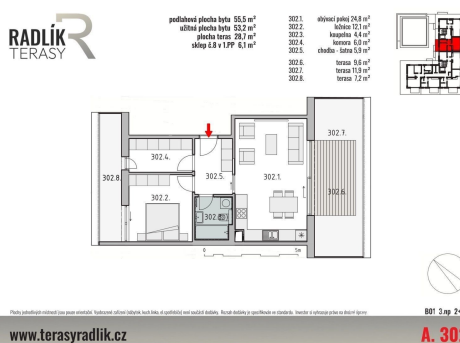 RADLÍK
TERASY
podlahová plocha bytu 55,5 m²
užitná plocha bytu 53,2 m²
plocha teras 28,7 m²
sklep č.8 v 1.PP 6,1 m²
302.1. obývací pokoj 24,8 m²
302.2. ložnice 12,1 m²
302.3. koupelna 4,4 m²
302.4. komora 6,0 m²
302.5. chodba - šatna 5,9 m²
302.6. terasa 9,6 m²
302.7. terasa 11,9 m²
302.8. terasa 7,2 m²
302.4.
302.5.
302.1.
302.7.
302.8.
302.6.
302.2.
302.
0
5m
B01 3.np 2+
www.terasyradlik.cz
A. 30